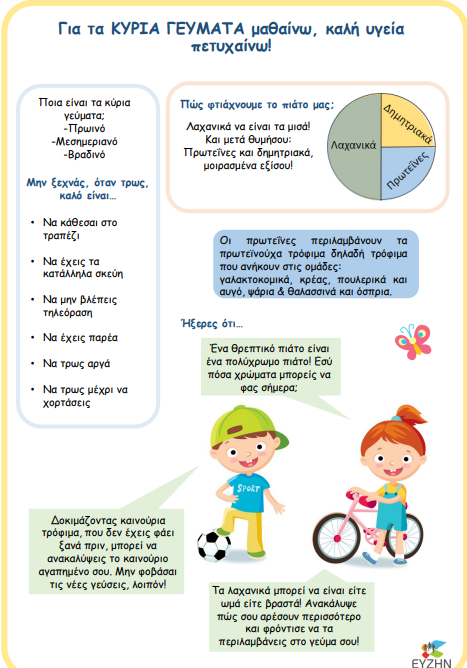 Για τα ΚΥΡΙΑ ΓΕΥΜΑΤΑ μαθαίνω, καλή υγεία
πετυχαίνω!
Ποια είναι τα κύρια
γεύματα;
-Πρωινό
-Μεσημεριανό
-Βραδινό
Μην ξεχνάς, όταν τρως,
καλό είναι…
• Να κάθεσαι στο
τραπέζι
• Να έχεις τα
κατάλληλα σκεύη
• Να μην βλέπεις
τηλεόραση
• Να έχεις παρέα
• Να τρως αργά
• Να τρως μέχρι να
χορτάσεις
Πώς φτιάχνουμε το πιάτο μας;
Λαχανικά να είναι τα μισά!
Και μετά θυμήσου:
Πρωτεΐνες και δημητριακά,
μοιρασμένα εξίσου!
Λαχανικά
Δημητριακά
Πρωτεΐνες
Οι πρωτεΐνες περιλαμβάνουν τα
πρωτεϊνούχα τρόφιμα δηλαδή τρόφιμα
που ανήκουν στις ομάδες:
γαλακτοκομικά, κρέας, πουλερικά και
αυγό, ψάρια & θαλασσινά και όσπρια.
Ήξερες ότι…
Ένα θρεπτικό πιάτο είναι
ένα πολύχρωμο πιάτο! Εσύ
πόσα χρώματα μπορείς να
φας σήμερα;
SPORT
Δοκιμάζοντας καινούρια
τρόφιμα, που δεν έχεις φάει
ξανά πριν, μπορεί να
ανακαλύψεις το καινούριο
αγαπημένο σου. Μην φοβάσαι
τις νέες γεύσεις, λοιπόν!
Τα λαχανικά μπορεί να είναι είτε
ωμά είτε βραστά! Ανακάλυψε
πώς σου αρέσουν περισσότερο
και φρόντισε να τα
περιλαμβάνεις στο γεύμα σου!
ΕΥΖΗΝ